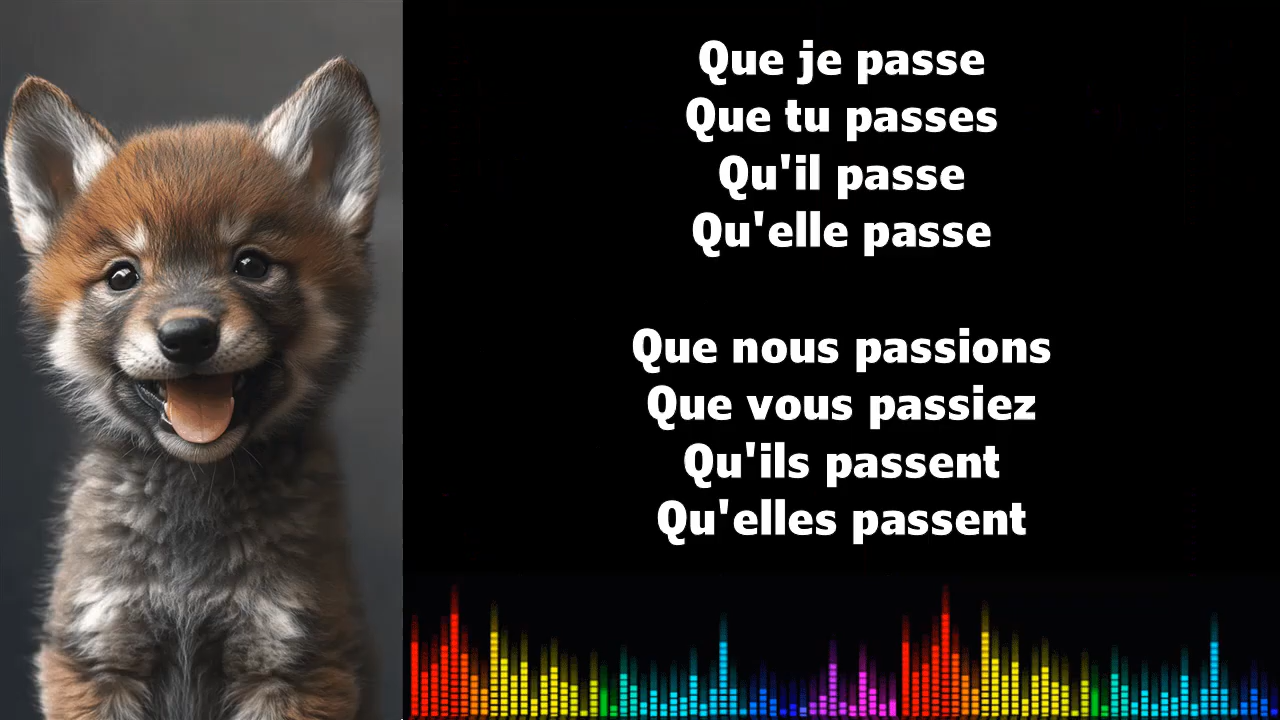 Que je passe
Que tu passes
Qu'il passe
Qu'elle passe
Que nous passions
Que vous passiez
Qu'ils passent
Qu'elles passent